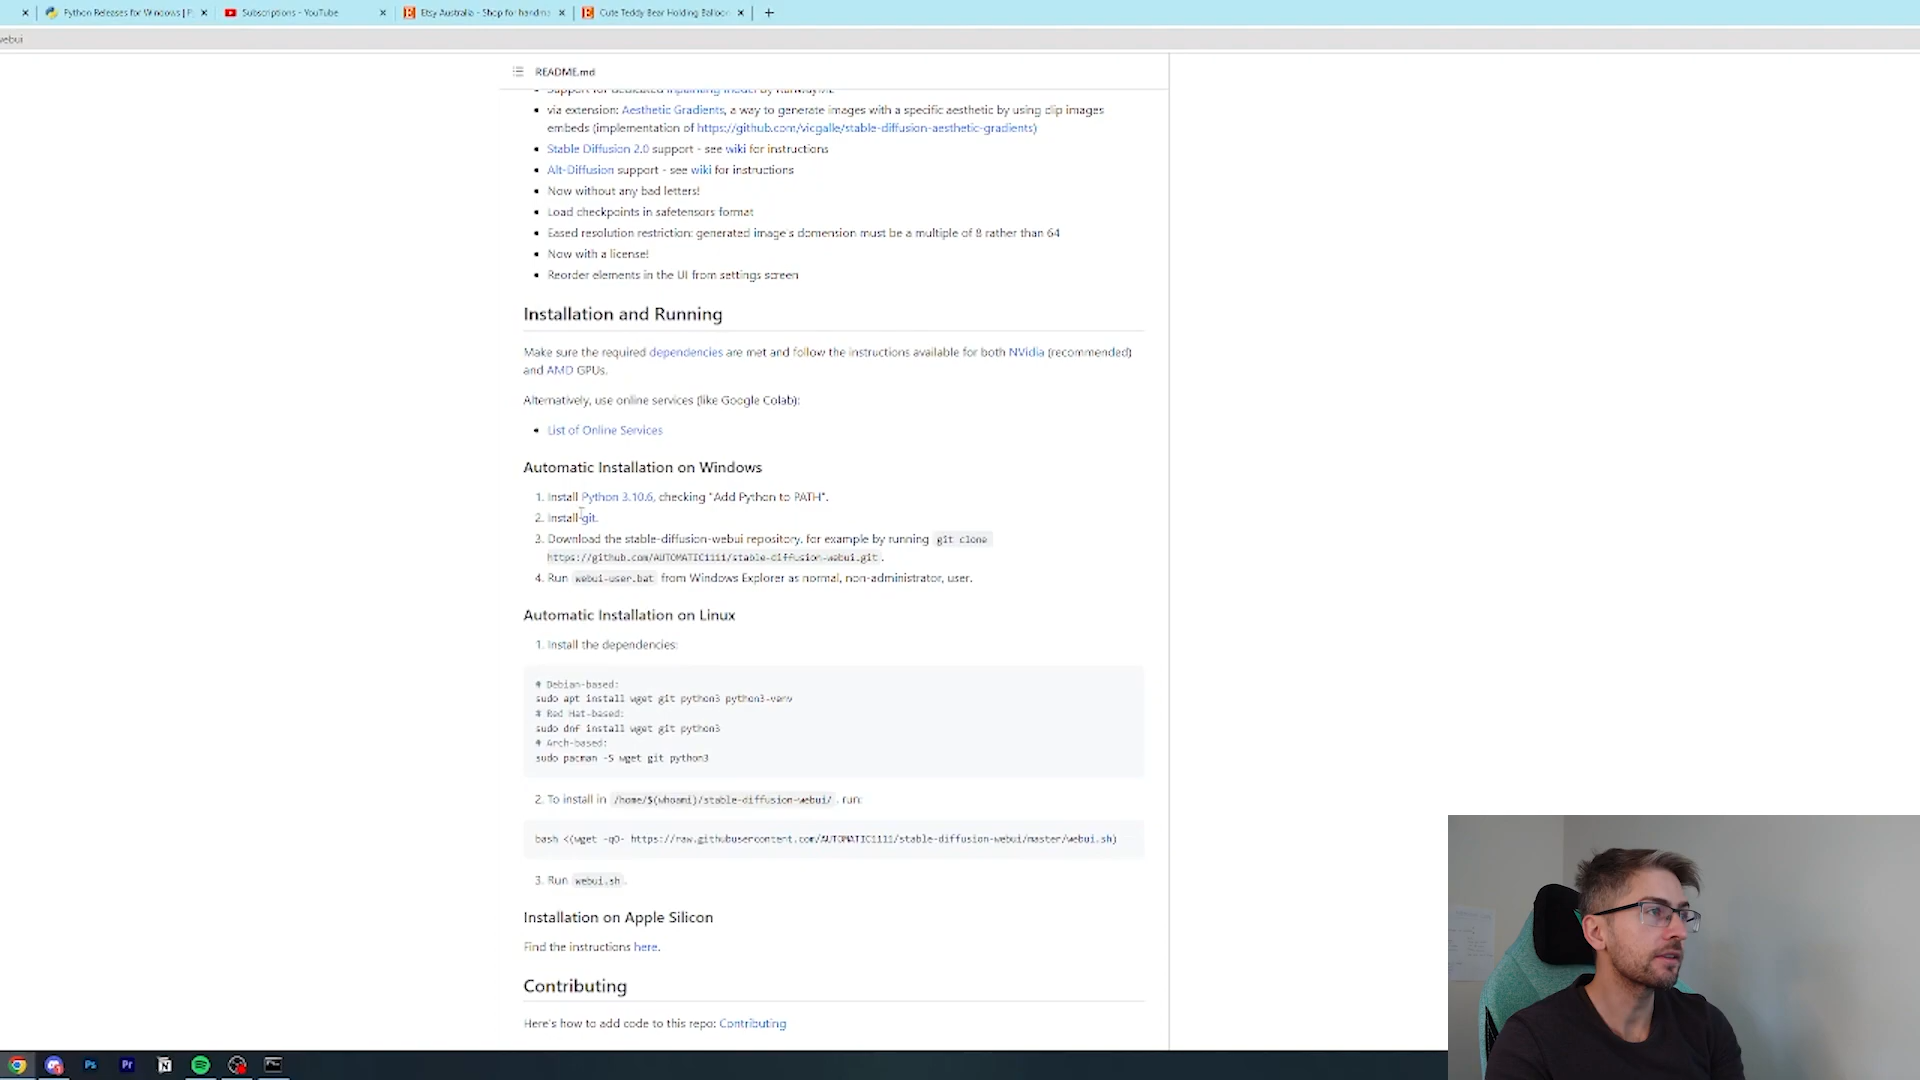 Python Releases for Windows | P
Subscriptions - YouTube
Etsy Australia - Shop for handma
Cute Teddy Bear Holding Balloon
webui
README.md
Support for dedicated inpainting model by RunwayML
via extension: Aesthetic Gradients, a way to generate images with a specific aesthetic by using clip images
embeds (implementation of https://github.com/vicgalle/stable-diffusion-aesthetic-gradients)
Stable Diffusion 2.0 support - see wiki for instructions
Alt-Diffusion support - see wiki for instructions
Now without any bad letters!
Load checkpoints in safetensors format
Eased resolution restriction: generated image's domension must be a multiple of 8 rather than 64
Now with a license!
Reorder elements in the UI from settings screen
Installation and Running
Make sure the required dependencies are met and follow the instructions available for both NVidia (recommended)
and AMD GPUs.
Alternatively, use online services (like Google Colab):
List of Online Services
Automatic Installation on Windows
1. Install Python 3.10.6, checking "Add Python to PATH".
2. Install git.
3. Download the stable-diffusion-webui repository, for example by running git clone
https://github.com/AUTOMATIC1111/stable-diffusion-webui.git .
4. Run webui-user.bat from Windows Explorer as normal, non-administrator, user.
Automatic Installation on Linux
1. Install the dependencies:
# Debian-based:
sudo apt install wget git python3 python3-venv
# Red Hat-based:
sudo dnf install wget git python3
# Arch-based:
sudo pacman -S wget git python3
2. To install in /home/$(whoami)/stable-diffusion-webui/ , run:
bash <(wget -qO- https://raw.githubusercontent.com/AUTOMATIC1111/stable-diffusion-webui/master/webui.sh)
3. Run webui.sh .
Installation on Apple Silicon
Find the instructions here.
Contributing
Here's how to add code to this repo: Contributing
Ps
Pr